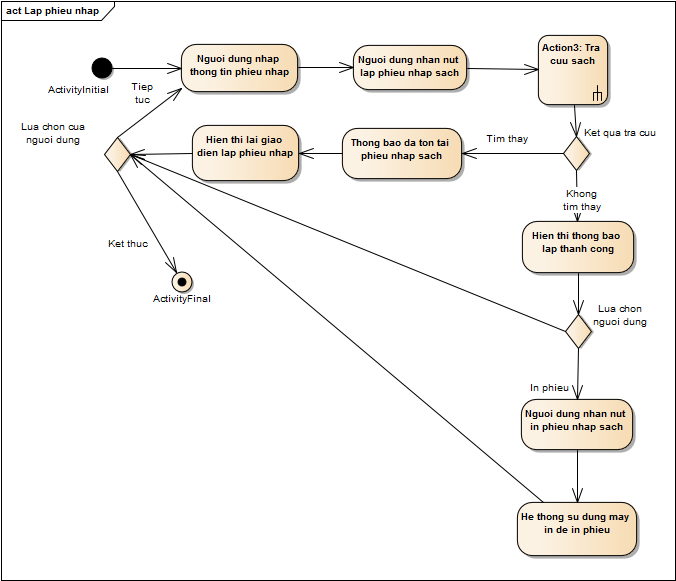 act Lap phieu nhap
ActivityInitial
Nguoi dung nhap
thong tin phieu nhap
Nguoi dung nhan nut
lap phieu nhap sach
Action3: Tra
cuu sach
Tiep
tuc
Lua chon cua
nguoi dung
Hien thi lai giao
dien lap phieu nhap
Thong bao da ton tai
phieu nhap sach
Tim thay
Ket qua tra cuu
Khong
tim thay
Hien thi thong bao
lap thanh cong
Ket thuc
ActivityFinal
Lua chon
nguoi dung
In phieu
Nguoi dung nhan nut
in phieu nhap sach
He thong su dung may
in de in phieu